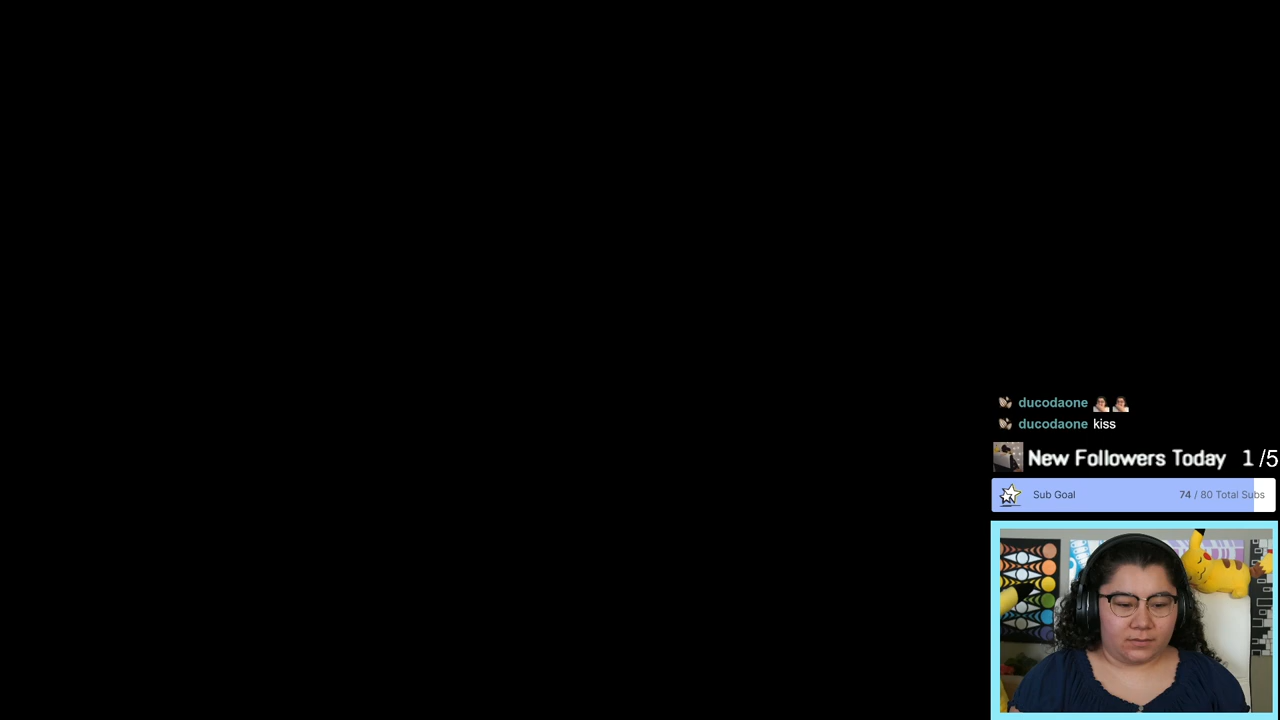 ducodaone
ducodaone kiss
New Followers Today 1 /5
Sub Goal 74 / 80 Total Subs